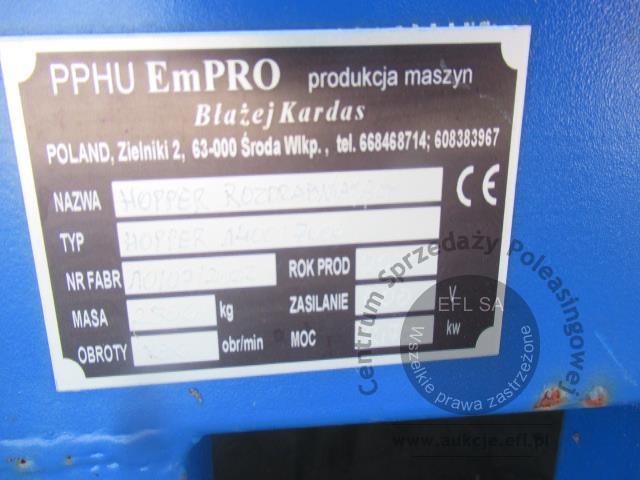 PPHU EmPRO produkcja maszyn
Błażej Kardas
POLAND, Zielniki 2, 63-000 Środa Wlkp., tel. 668468714; 608383967
NAZWA HOPPER CE
TYP HOPPER
NR FABR ROK PROD
MASA kg ZASILANIE V
OBROTY obr/min MOC kw
Centrum Sprzedaży Poleasingowej
EFL SA
Wszelkie prawa zastrzeżone
www.aukcje.efl.pl